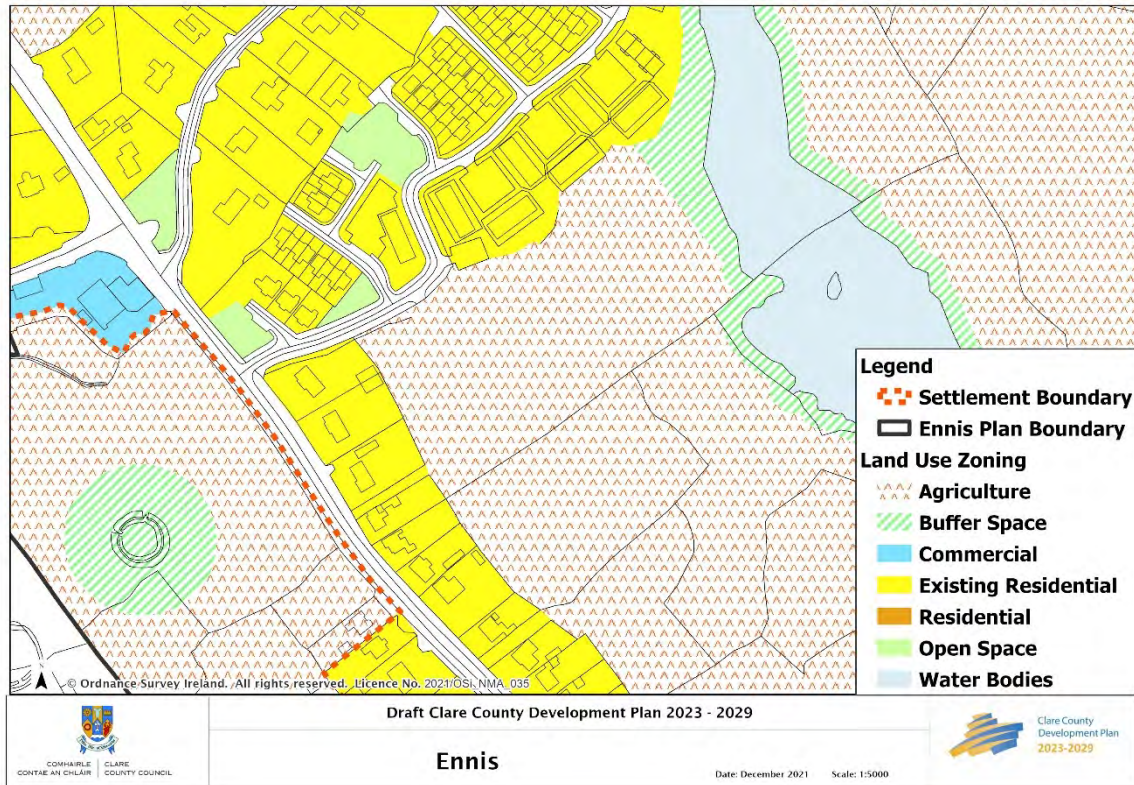 Legend
Settlement Boundary
Ennis Plan Boundary
Land Use Zoning
Agriculture
Buffer Space
Commercial
Existing Residential
Residential
Open Space
Water Bodies
N
© Ordnance Survey Ireland. All rights reserved. Licence No. 2021/OSi_NMA_035
Draft Clare County Development Plan 2023 - 2029
Ennis
Date: December 2021 Scale: 1:5000
COMHAIRLE CLARE
CONTAE AN CHLÁIR COUNTY COUNCIL
Clare County
Development Plan
2023-2029